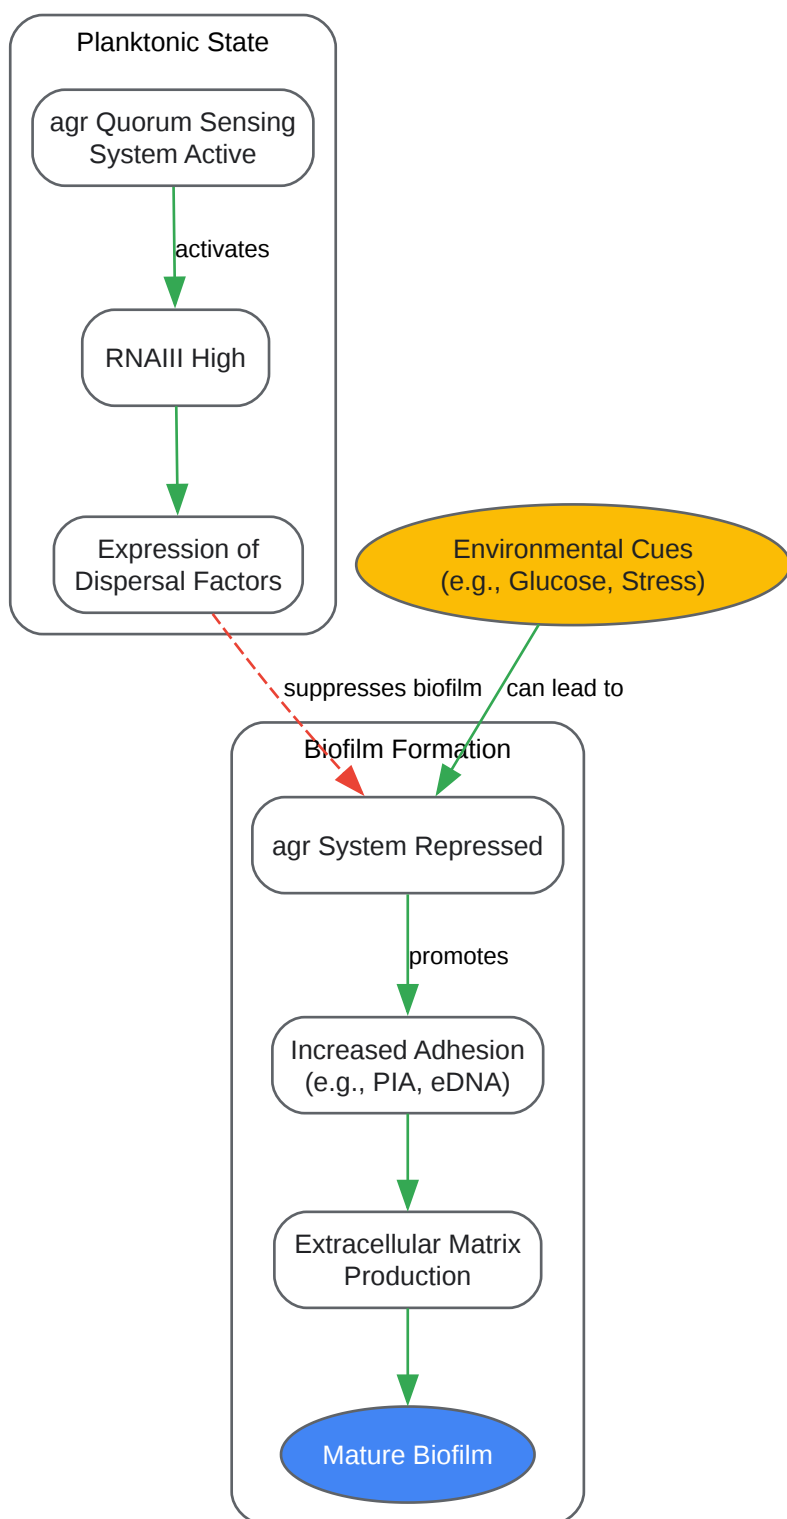 Planktonic State
agr Quorum Sensing
System Active
activates
RNAIII High
Expression of
Dispersal Factors
Environmental Cues
(e.g., Glucose, Stress)
suppresses biofilm
can lead to
Biofilm Formation
agr System Repressed
promotes
Increased Adhesion
(e.g., PIA, eDNA)
Extracellular Matrix
Production
Mature Biofilm